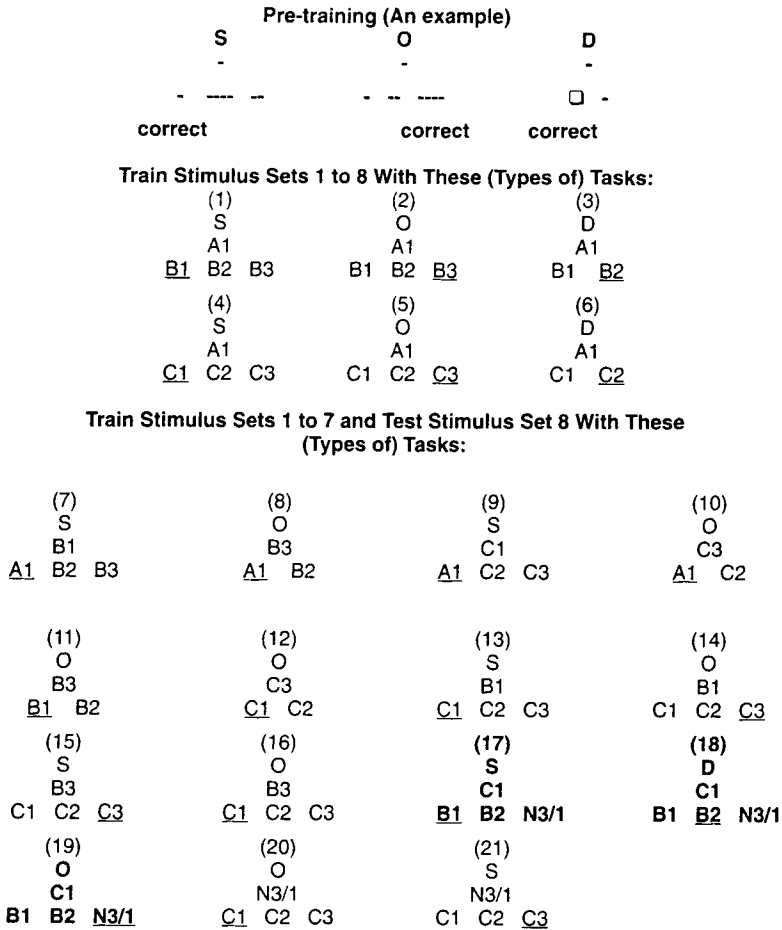 Pre-training (An example)
S O D
- - -
- ---- -- - -- ---- ❏ -
correct correct correct
Train Stimulus Sets 1 to 8 With These (Types of) Tasks:
(1) (2) (3)
S O D
A1 A1 A1
B1 B2 B3 B1 B2 B3 B1 B2
(4) (5) (6)
S O D
A1 A1 A1
C1 C2 C3 C1 C2 C3 C1 C2
Train Stimulus Sets 1 to 7 and Test Stimulus Set 8 With These
(Types of) Tasks:
(7) (8) (9) (10)
S O S O
B1 B3 C1 C3
A1 B2 B3 A1 B2 A1 C2 C3 A1 C2
(11) (12) (13) (14)
O O S O
B3 C3 B1 B1
B1 B2 C1 C2 C1 C2 C3 C1 C2 C3
(15) (16) (17) (18)
S O S D
B3 B3 C1 C1
C1 C2 C3 C1 C2 C3 B1 B2 N3/1 B1 B2 N3/1
(19) (20) (21)
O O S
C1 N3/1 N3/1
B1 B2 N3/1 C1 C2 C3 C1 C2 C3